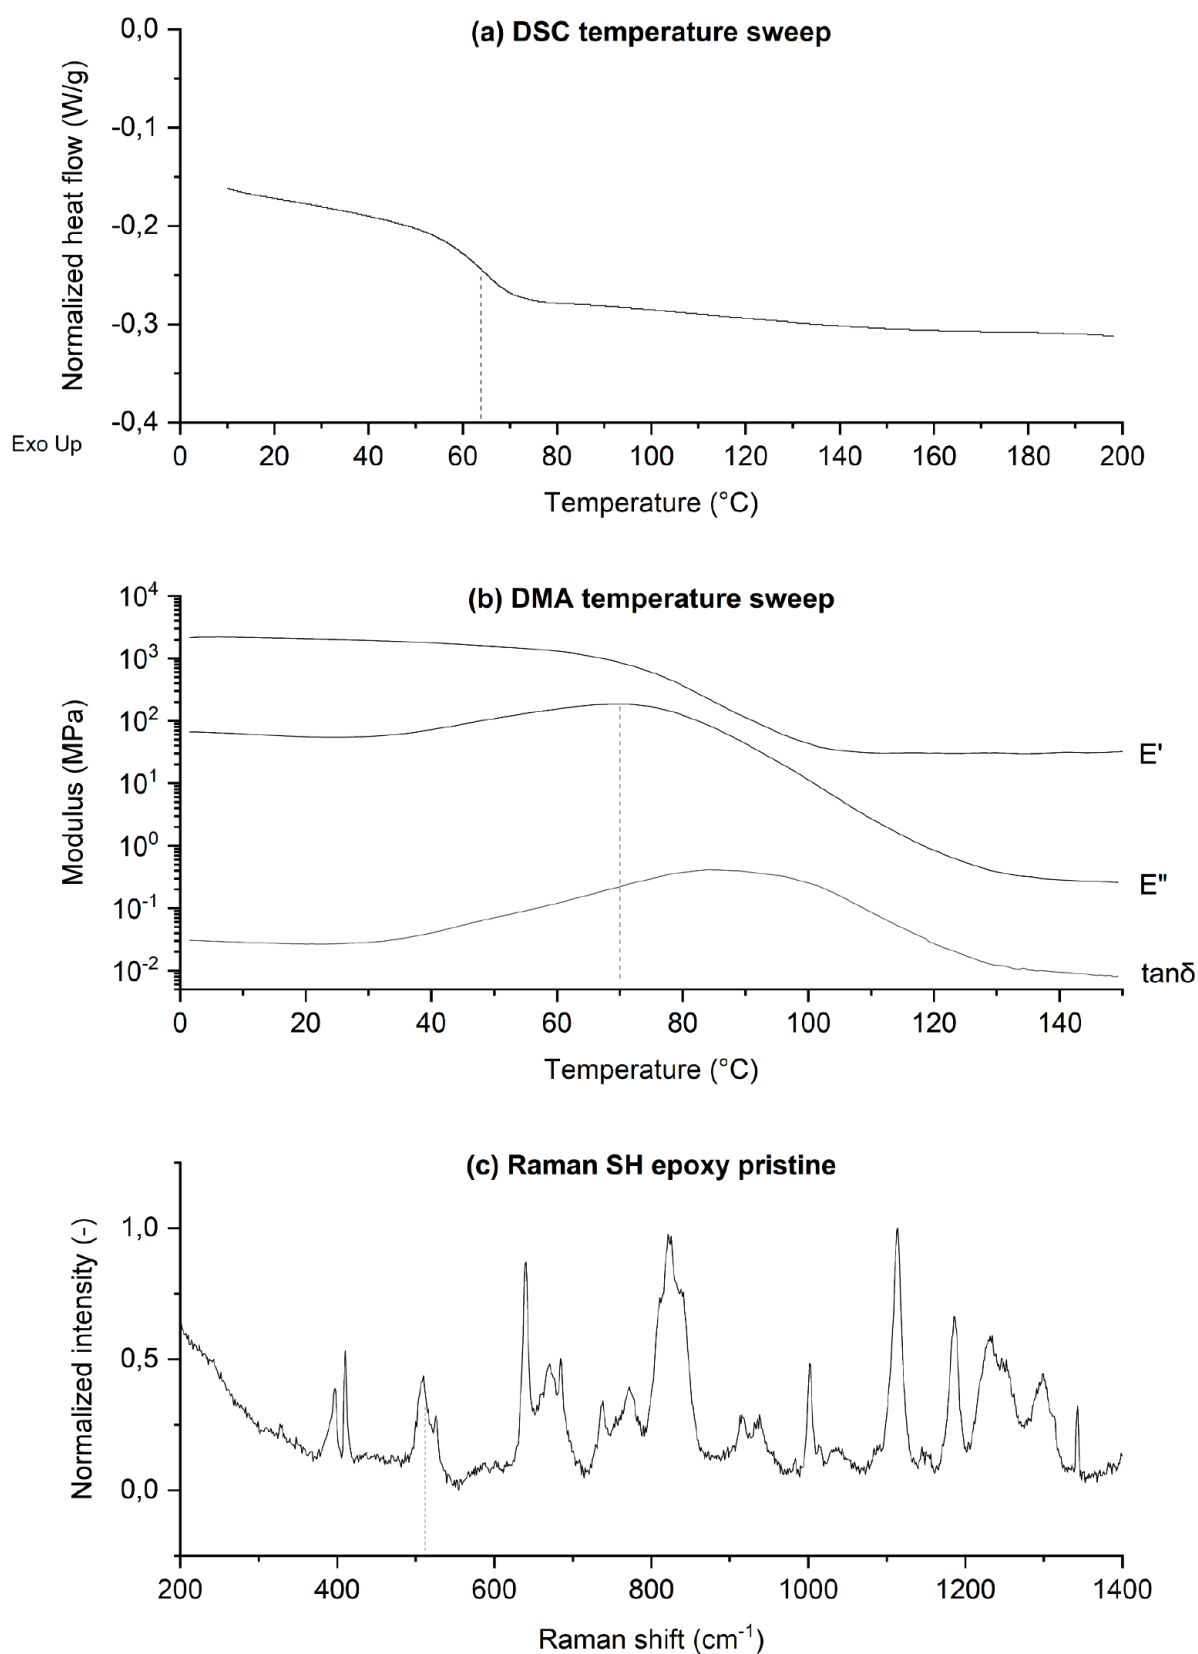 (a) DSC temperature sweep
Normalized heat flow (W/g)
0,0
-0,1
-0,2
-0,3
-0,4
Exo Up
0 20 40 60 80 100 120 140 160 180 200
Temperature (°C)
(b) DMA temperature sweep
Modulus (MPa)
10⁴
10³
10²
10¹
10⁰
10⁻¹
10⁻²
E'
E"
tanδ
0 20 40 60 80 100 120 140
Temperature (°C)
(c) Raman SH epoxy pristine
Normalized intensity (-)
1,0
0,5
0,0
200 400 600 800 1000 1200 1400
Raman shift (cm⁻¹)